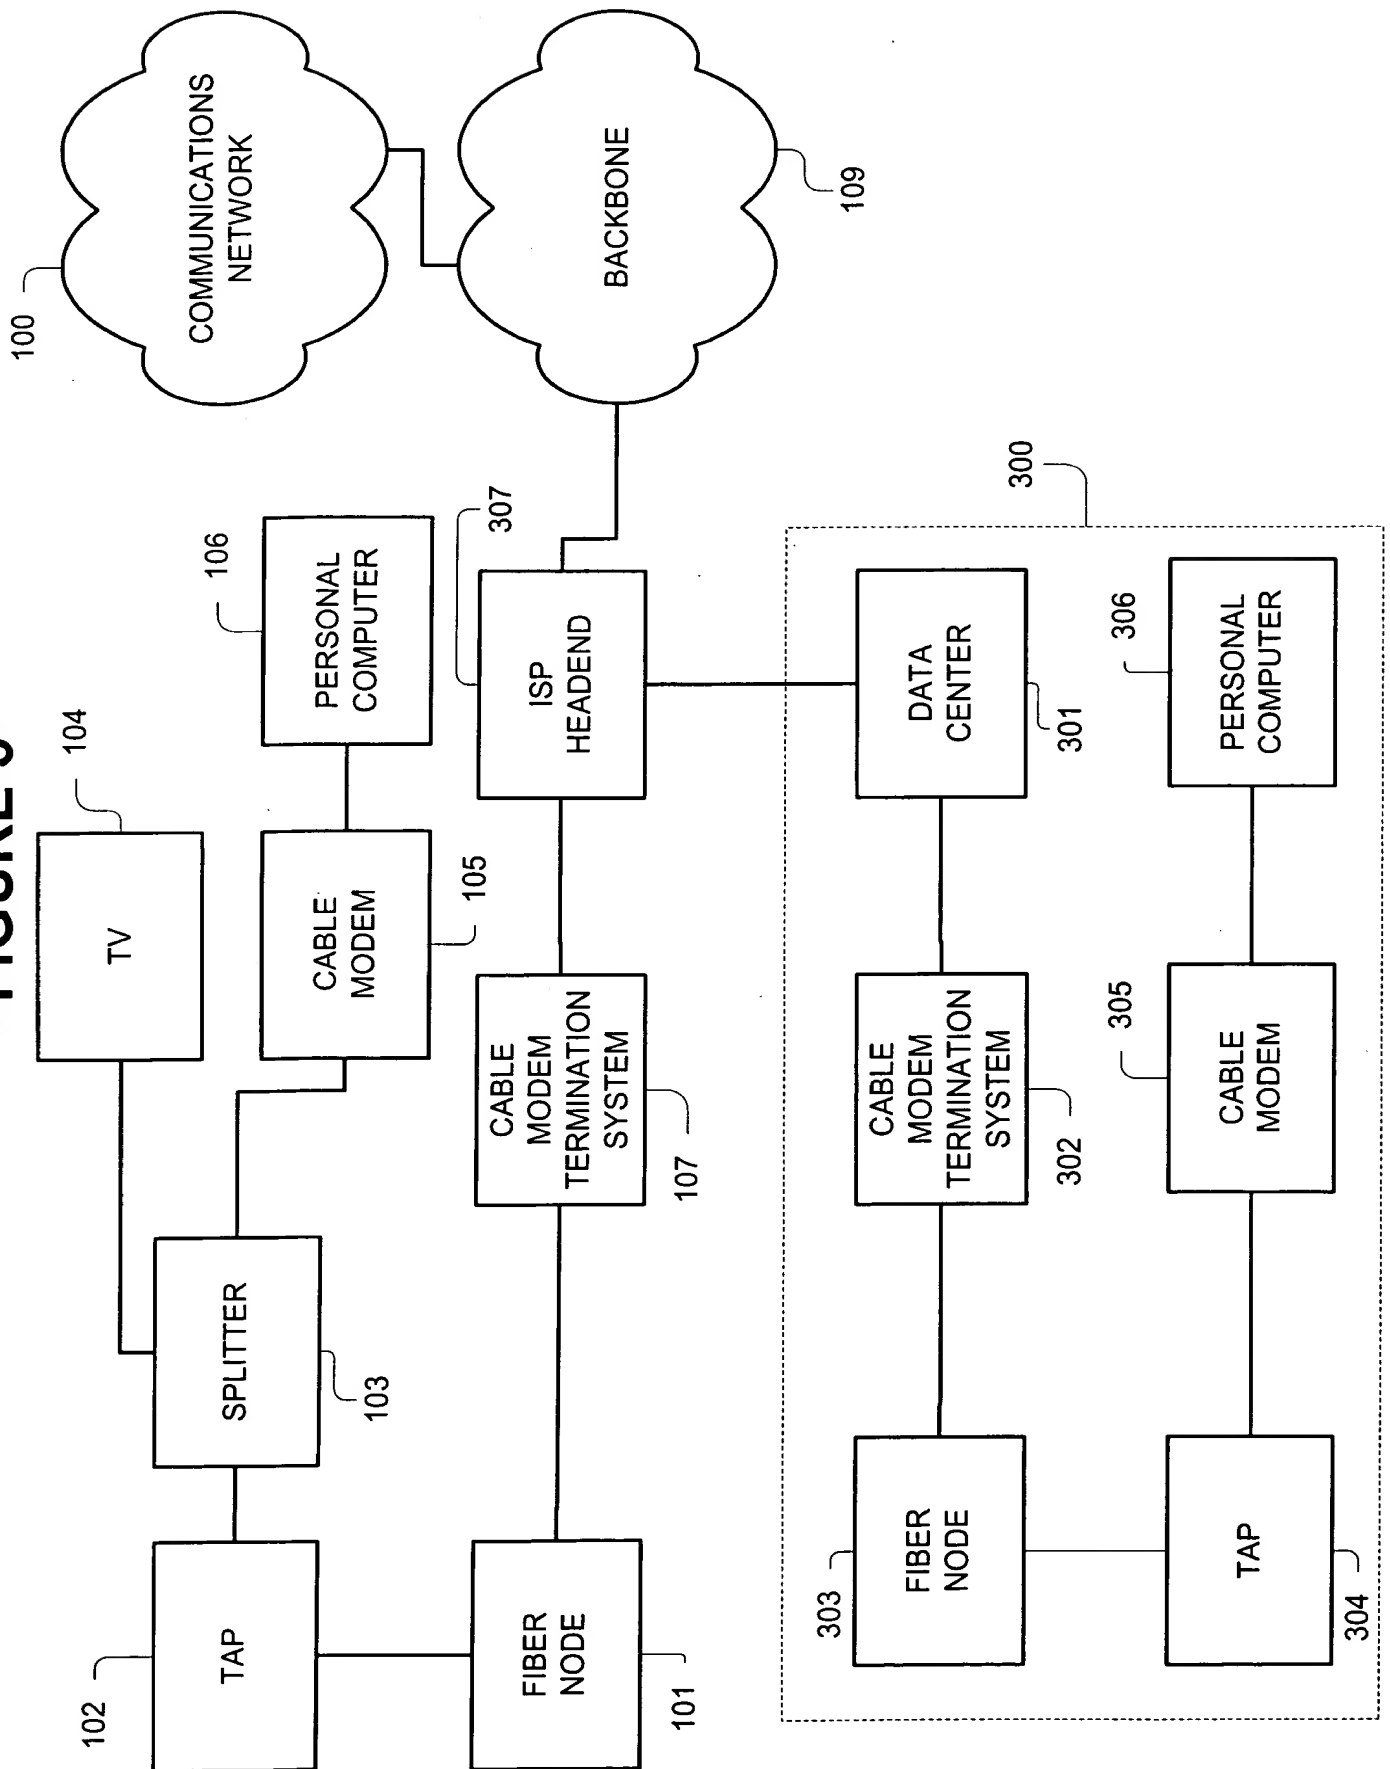 FIGURE
100
104
TV
COMMUNICATIONS
NETWORK
102
TAP
SPLITTER
103
106
CABLE
MODEM
105
PERSONAL
COMPUTER
FIBER
NODE
101
CABLE
MODEM
TERMINATION
SYSTEM
107
307
ISP
HEADEND
BACKBONE
109
300
303
FIBER
NODE
CABLE
MODEM
TERMINATION
SYSTEM
302
DATA
CENTER
301
TAP
304
305
CABLE
MODEM
306
PERSONAL
COMPUTER